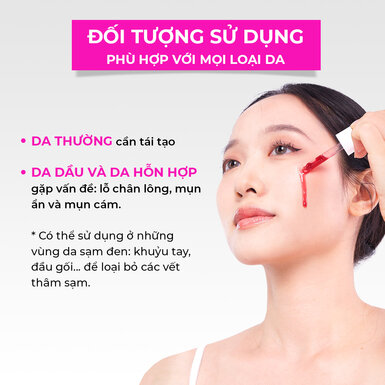 ĐỐI TƯỢNG SỬ DỤNG
PHÙ HỢP VỚI MỌI LOẠI DA
• DA THƯỜNG cần tái tạo
• DA DẦU VÀ DA HỖN HỢP
gặp vấn đề: lỗ chân lông, mụn
ẩn và mụn cám.
* Có thể sử dụng ở những
vùng da sạm đen: khuỷu tay,
đầu gối... để loại bỏ các vết
thâm sạm.